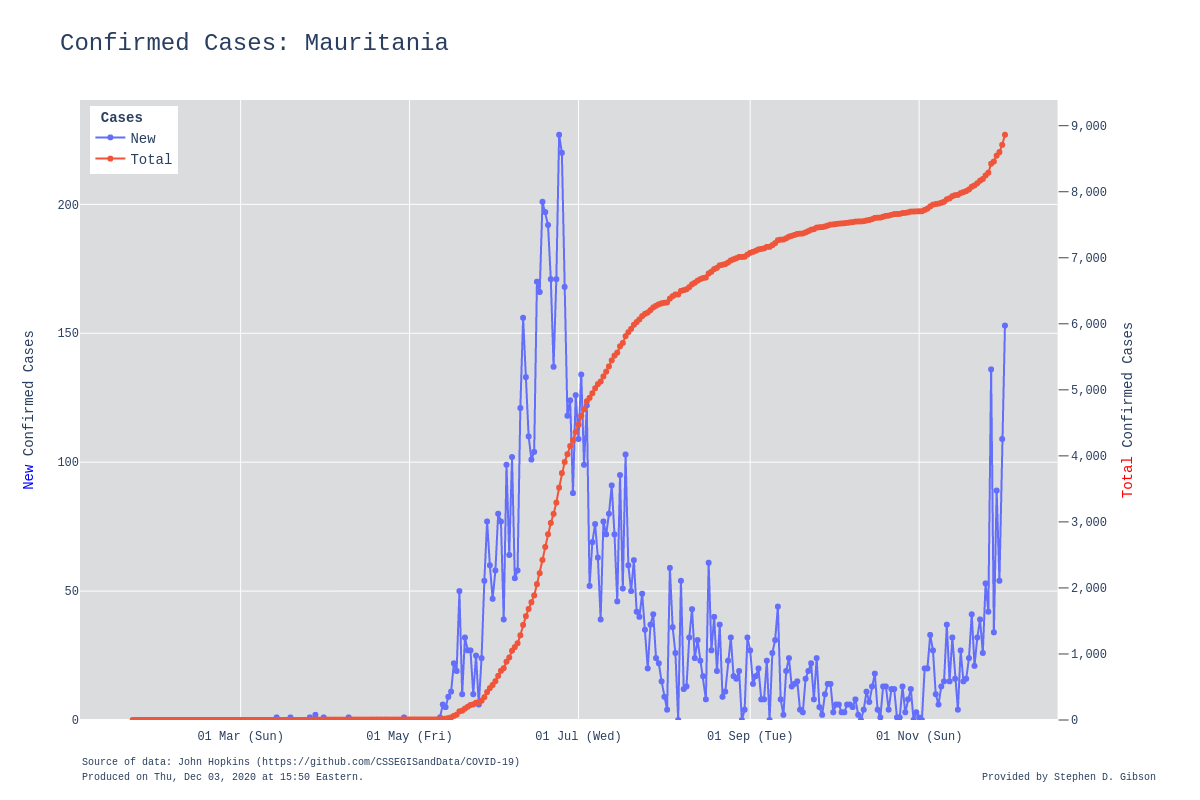 Confirmed Cases: Mauritania
Cases
New
Total
200
150
100
50
0
9,000
8,000
7,000
6,000
5,000
4,000
3,000
2,000
1,000
0
New Confirmed Cases
Total Confirmed Cases
01 Mar (Sun)
01 May (Fri)
01 Jul (Wed)
01 Sep (Tue)
01 Nov (Sun)
Source of data: John Hopkins (https://github.com/CSSEGISandData/COVID-19)
Produced on Thu, Dec 03, 2020 at 15:50 Eastern.
Provided by Stephen D. Gibson